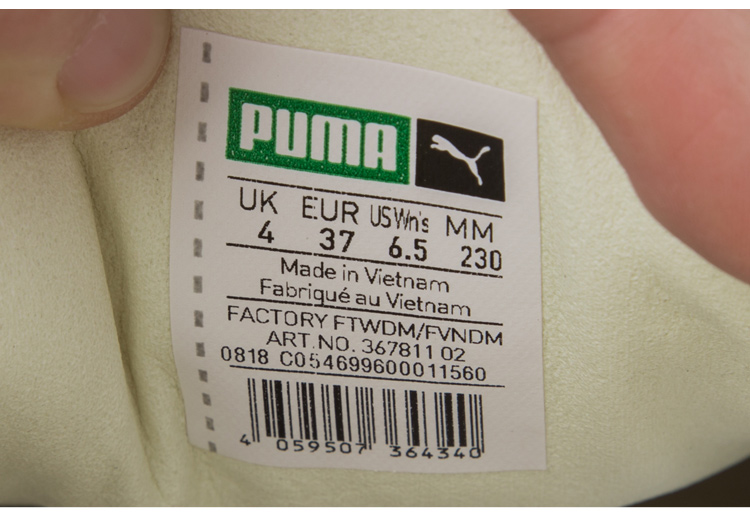 PUMA
UK EUR US Wn's MM
4 37 6.5 230
Made in Vietnam
Fabriqué au Vietnam
FACTORY FTWDM/FVNDM
ART.NO. 367811 02
0818 C054699600011560
4 059507 364340